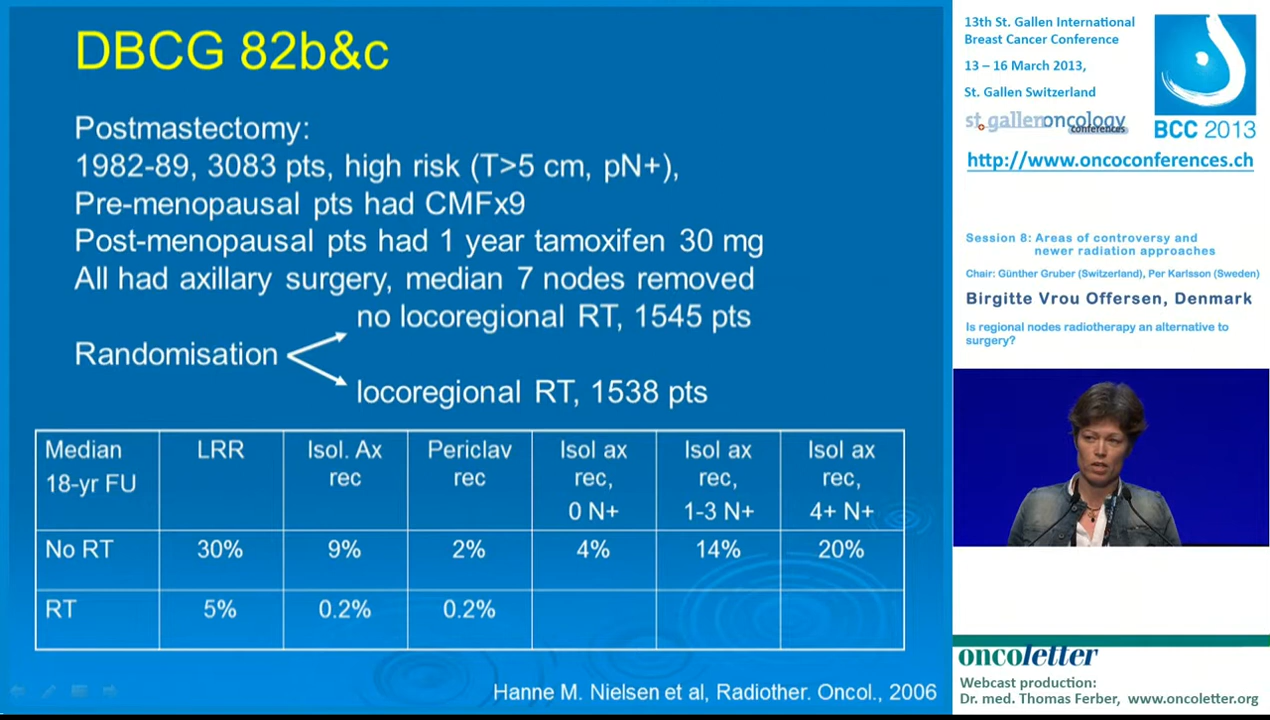 DBCG 82b&c
Postmastectomy:
1982-89, 3083 pts, high risk (T>5 cm, pN+),
Pre-menopausal pts had CMFx9
Post-menopausal pts had 1 year tamoxifen 30 mg
All had axillary surgery, median 7 nodes removed
no locoregional RT, 1545 pts
Randomisation
locoregional RT, 1538 pts
Median 18-yr FU | LRR | Isol. Ax rec | Periclav rec | Isol ax rec, 0 N+ | Isol ax rec, 1-3 N+ | Isol ax rec, 4+ N+
No RT | 30% | 9% | 2% | 4% | 14% | 20%
RT | 5% | 0.2% | 0.2%
Hanne M. Nielsen et al, Radiother. Oncol., 2006
13th St. Gallen International
Breast Cancer Conference
13 – 16 March 2013,
St. Gallen Switzerland
st.gallenoncology
conferences
BCC 2013
http://www.oncoconferences.ch
Session 8: Areas of controversy and
newer radiation approaches
Chair: Günther Gruber (Switzerland), Per Karlsson (Sweden)
Birgitte Vrou Offersen, Denmark
Is regional nodes radiotherapy an alternative to
surgery?
oncoletter
Webcast production:
Dr. med. Thomas Ferber, www.oncoletter.org